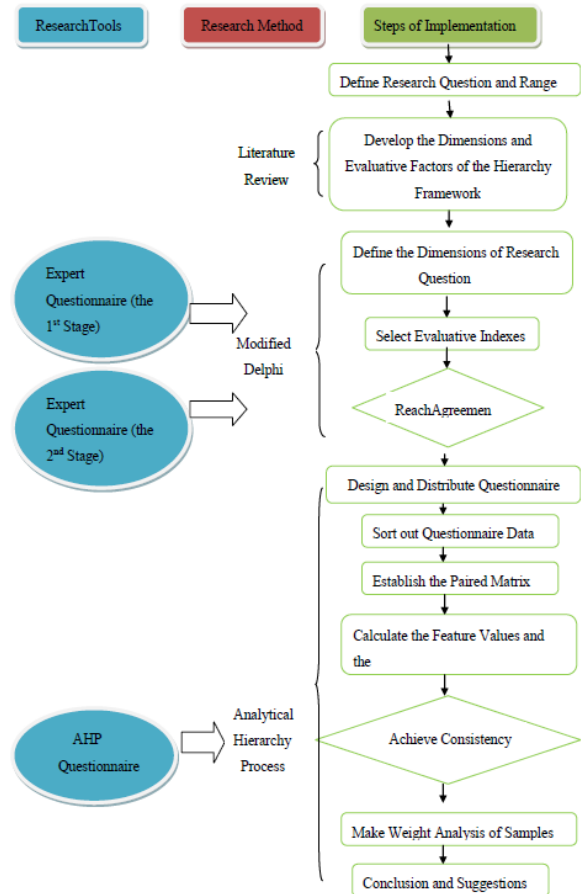 ResearchTools
Research Method
Steps of Implementation
Define Research Question and Range
Literature
Review
Develop the Dimensions and
Evaluative Factors of the Hierarchy
Framework
Expert
Questionnaire (the
1st Stage)
Modified
Delphi
Define the Dimensions of Research
Question
Select Evaluative Indexes
Expert
Questionnaire (the
2nd Stage)
ReachAgreemen
Design and Distribute Questionnaire
Sort out Questionnaire Data
Establish the Paired Matrix
Calculate the Feature Values and
the
AHP
Questionnaire
Analytical
Hierarchy
Process
Achieve Consistency
Make Weight Analysis of Samples
Conclusion and Suggestions